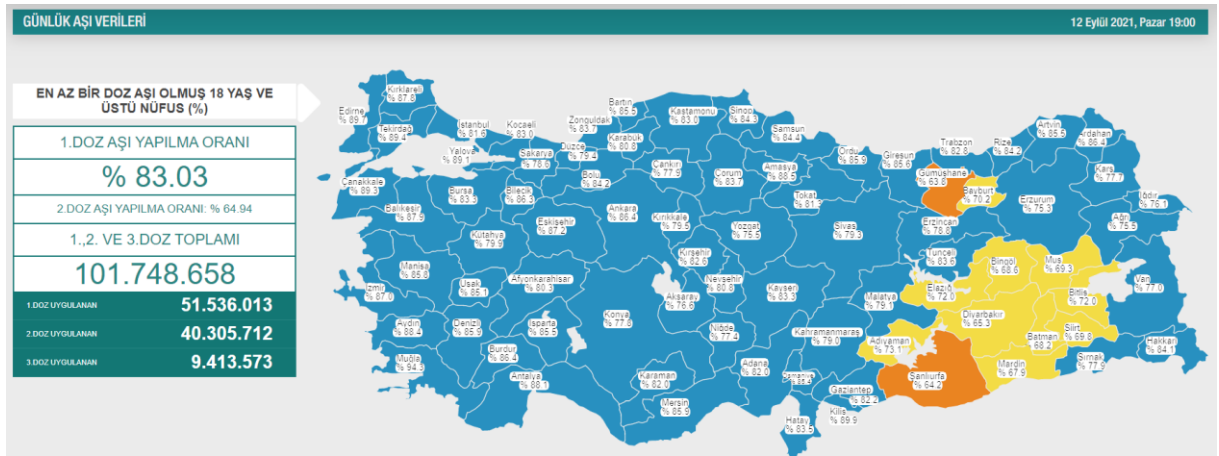 GÜNLÜK AŞI VERİLERİ
12 Eylül 2021, Pazar 19:00
EN AZ BİR DOZ AŞI OLMUŞ 18 YAŞ VE
ÜSTÜ NÜFUS (%)
1.DOZ AŞI YAPILMA ORANI
% 83.03
2.DOZ AŞI YAPILMA ORANI: % 64.94
1.,2. VE 3.DOZ TOPLAMI
101.748.658
1.DOZ UYGULANAN 51.536.013
2.DOZ UYGULANAN 40.305.712
3.DOZ UYGULANAN 9.413.573
Kırklareli
% 87.8
Edirne
% 89.7
Tekirdağ
% 89.4
İstanbul
% 81.6
Kocaeli
% 83.0
Yalova
% 89.1
Sakarya
% 78.8
Düzce
% 79.4
Zonguldak
% 83.7
Bartın
% 85.5
Karabük
% 80.8
Kastamonu
% 83.0
Sinop
% 84.3
Samsun
% 84.4
Ordu
% 85.9
Giresun
% 85.6
Trabzon
% 82.8
Rize
% 84.2
Artvin
% 85.5
Ardahan
% 86.4
Kars
% 77.7
Iğdır
% 76.1
Ağrı
% 75.5
Erzurum
% 75.3
Bayburt
% 70.2
Gümüşhane
% 63.8
Erzincan
% 78.8
Çanakkale
% 89.3
Balıkesir
% 87.9
Bursa
% 83.3
Bilecik
% 86.3
Bolu
% 84.2
Çankırı
% 77.9
Çorum
% 83.7
Amasya
% 88.5
Tokat
% 81.3
Sivas
% 79.3
Yozgat
% 75.5
Kırıkkale
% 79.5
Ankara
% 86.4
Eskişehir
% 87.2
Kütahya
% 79.9
Manisa
% 85.8
İzmir
% 87.0
Uşak
% 85.1
Afyonkarahisar
% 80.3
Kırşehir
% 82.6
Nevşehir
% 80.8
Kayseri
% 83.3
Aksaray
% 76.6
Konya
% 77.8
Niğde
% 77.4
Malatya
% 79.1
Tunceli
% 83.6
Elazığ
% 72.0
Bingöl
% 68.6
Muş
% 69.3
Bitlis
% 72.0
Van
% 77.0
Hakkari
% 84.1
Şırnak
% 77.9
Siirt
% 69.8
Batman
% 68.2
Diyarbakır
% 65.3
Mardin
% 67.9
Şanlıurfa
% 64.2
Adıyaman
% 73.1
Kahramanmaraş
% 79.0
Gaziantep
% 82.2
Kilis
% 89.9
Hatay
% 83.5
Osmaniye
% 85.4
Adana
% 82.0
Mersin
% 85.9
Karaman
% 82.0
Antalya
% 88.1
Isparta
% 85.5
Burdur
% 86.4
Denizli
% 85.9
Aydın
% 88.4
Muğla
% 94.3